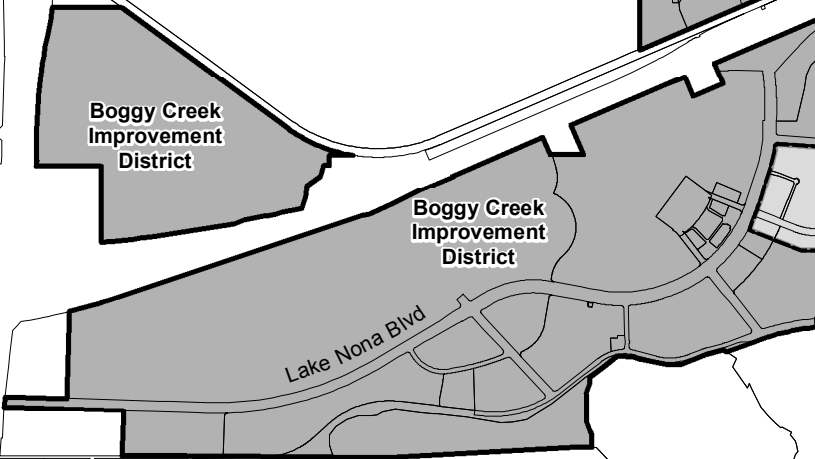 Boggy Creek
Improvement
District
Boggy Creek
Improvement
District
Lake Nona Blvd